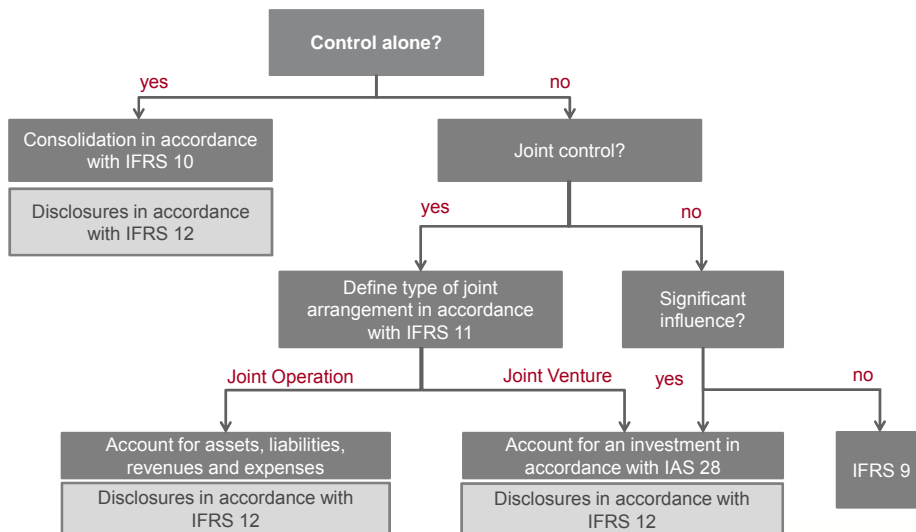 Control alone?
yes
no
Consolidation in accordance
with IFRS 10
Joint control?
Disclosures in accordance
with IFRS 12
yes
no
Define type of joint
arrangement in accordance
with IFRS 11
Significant
influence?
Joint Operation
Joint Venture
yes
no
Account for assets, liabilities,
revenues and expenses
Disclosures in accordance with
IFRS 12
Account for an investment in
accordance with IAS 28
Disclosures in accordance with
IFRS 12
IFRS 9